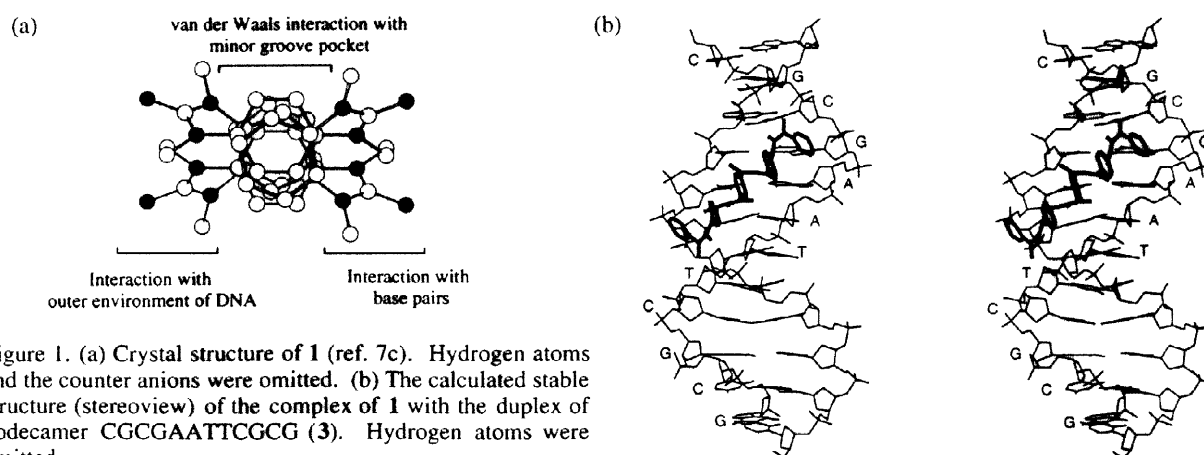 (a)
van der Waals interaction with
minor groove pocket
Interaction with
outer environment of DNA
Interaction with
base pairs
igure 1. (a) Crystal structure of 1 (ref. 7c). Hydrogen atoms
nd the counter anions were omitted. (b) The calculated stable
tructure (stereoview) of the complex of 1 with the duplex of
odecamer CGCGAATTCGCG (3). Hydrogen atoms were
(b)
C
G
C
G
A
A
T
T
C
G
C
G
C
G
C
G
A
A
T
T
C
G
C
G